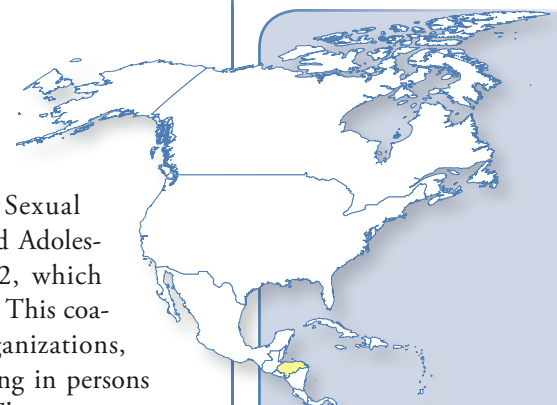 Sexual
d Adoles-
2, which
This coa-
ganizations,
ng in persons